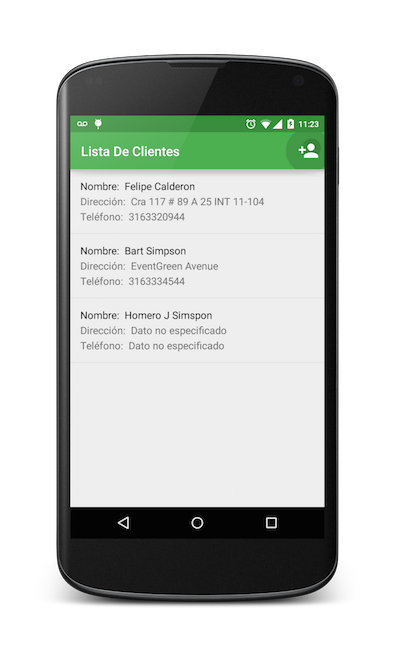 11:23
Lista De Clientes
Nombre: Felipe Calderon
Dirección: Cra 117 # 89 A 25 INT 11-104
Teléfono: 3163320944
Nombre: Bart Simpson
Dirección: EventGreen Avenue
Teléfono: 3163334544
Nombre: Homero J Simspon
Dirección: Dato no especificado
Teléfono: Dato no especificado